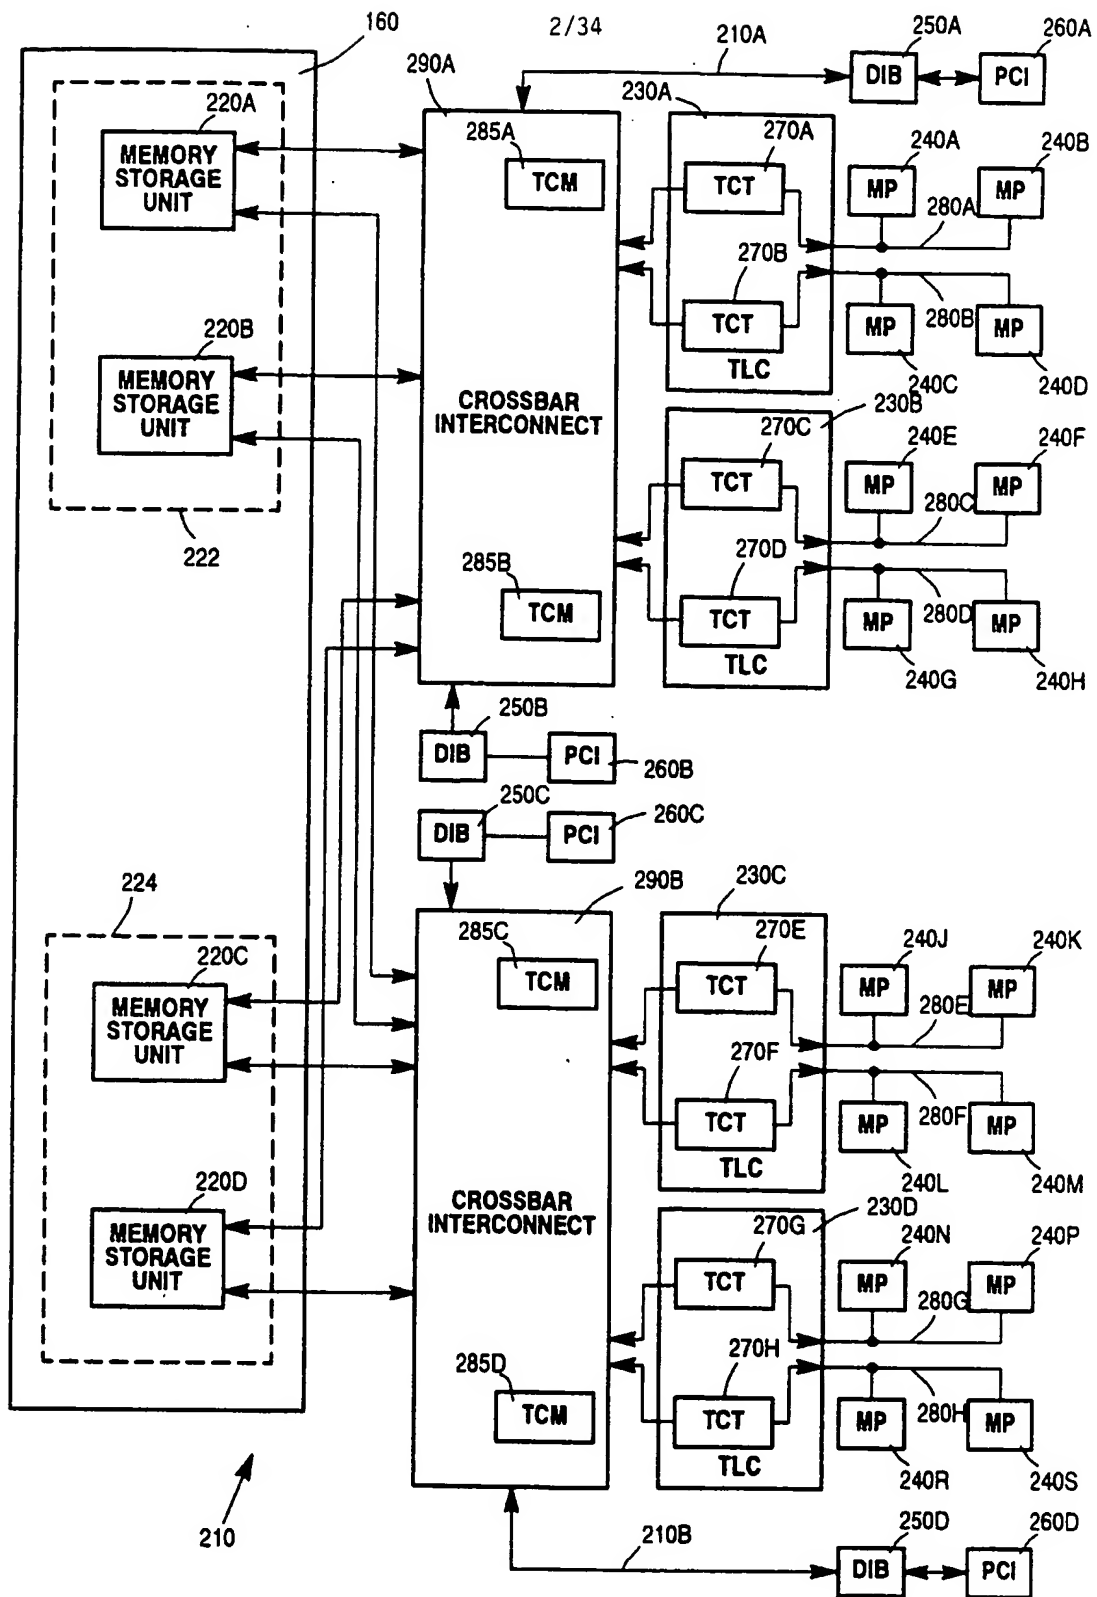 2/34
160
210A
250A
260A
290A
DIB
PCI
230A
220A
285A
270A
240A
240B
MEMORY
STORAGE
UNIT
TCM
TCT
MP
MP
280A
270B
220B
TCT
280B
MP
MP
TLC
MEMORY
STORAGE
UNIT
240C
240D
CROSSBAR
INTERCONNECT
230B
270C
240E
240F
TCT
MP
MP
280C
222
285B
270D
TCM
TCT
280D
MP
MP
TLC
240G
240H
250B
DIB
PCI
260B
250C
260C
DIB
PCI
224
290B
230C
285C
270E
240J
240K
220C
TCM
TCT
MP
MP
MEMORY
STORAGE
UNIT
280E
270F
280F
TCT
MP
MP
TLC
220D
240L
240M
CROSSBAR
INTERCONNECT
230D
MEMORY
STORAGE
UNIT
270G
240N
240P
TCT
MP
MP
280G
270H
285D
TCM
TCT
280H
MP
MP
TLC
240R
240S
210
210B
250D
260D
DIB
PCI